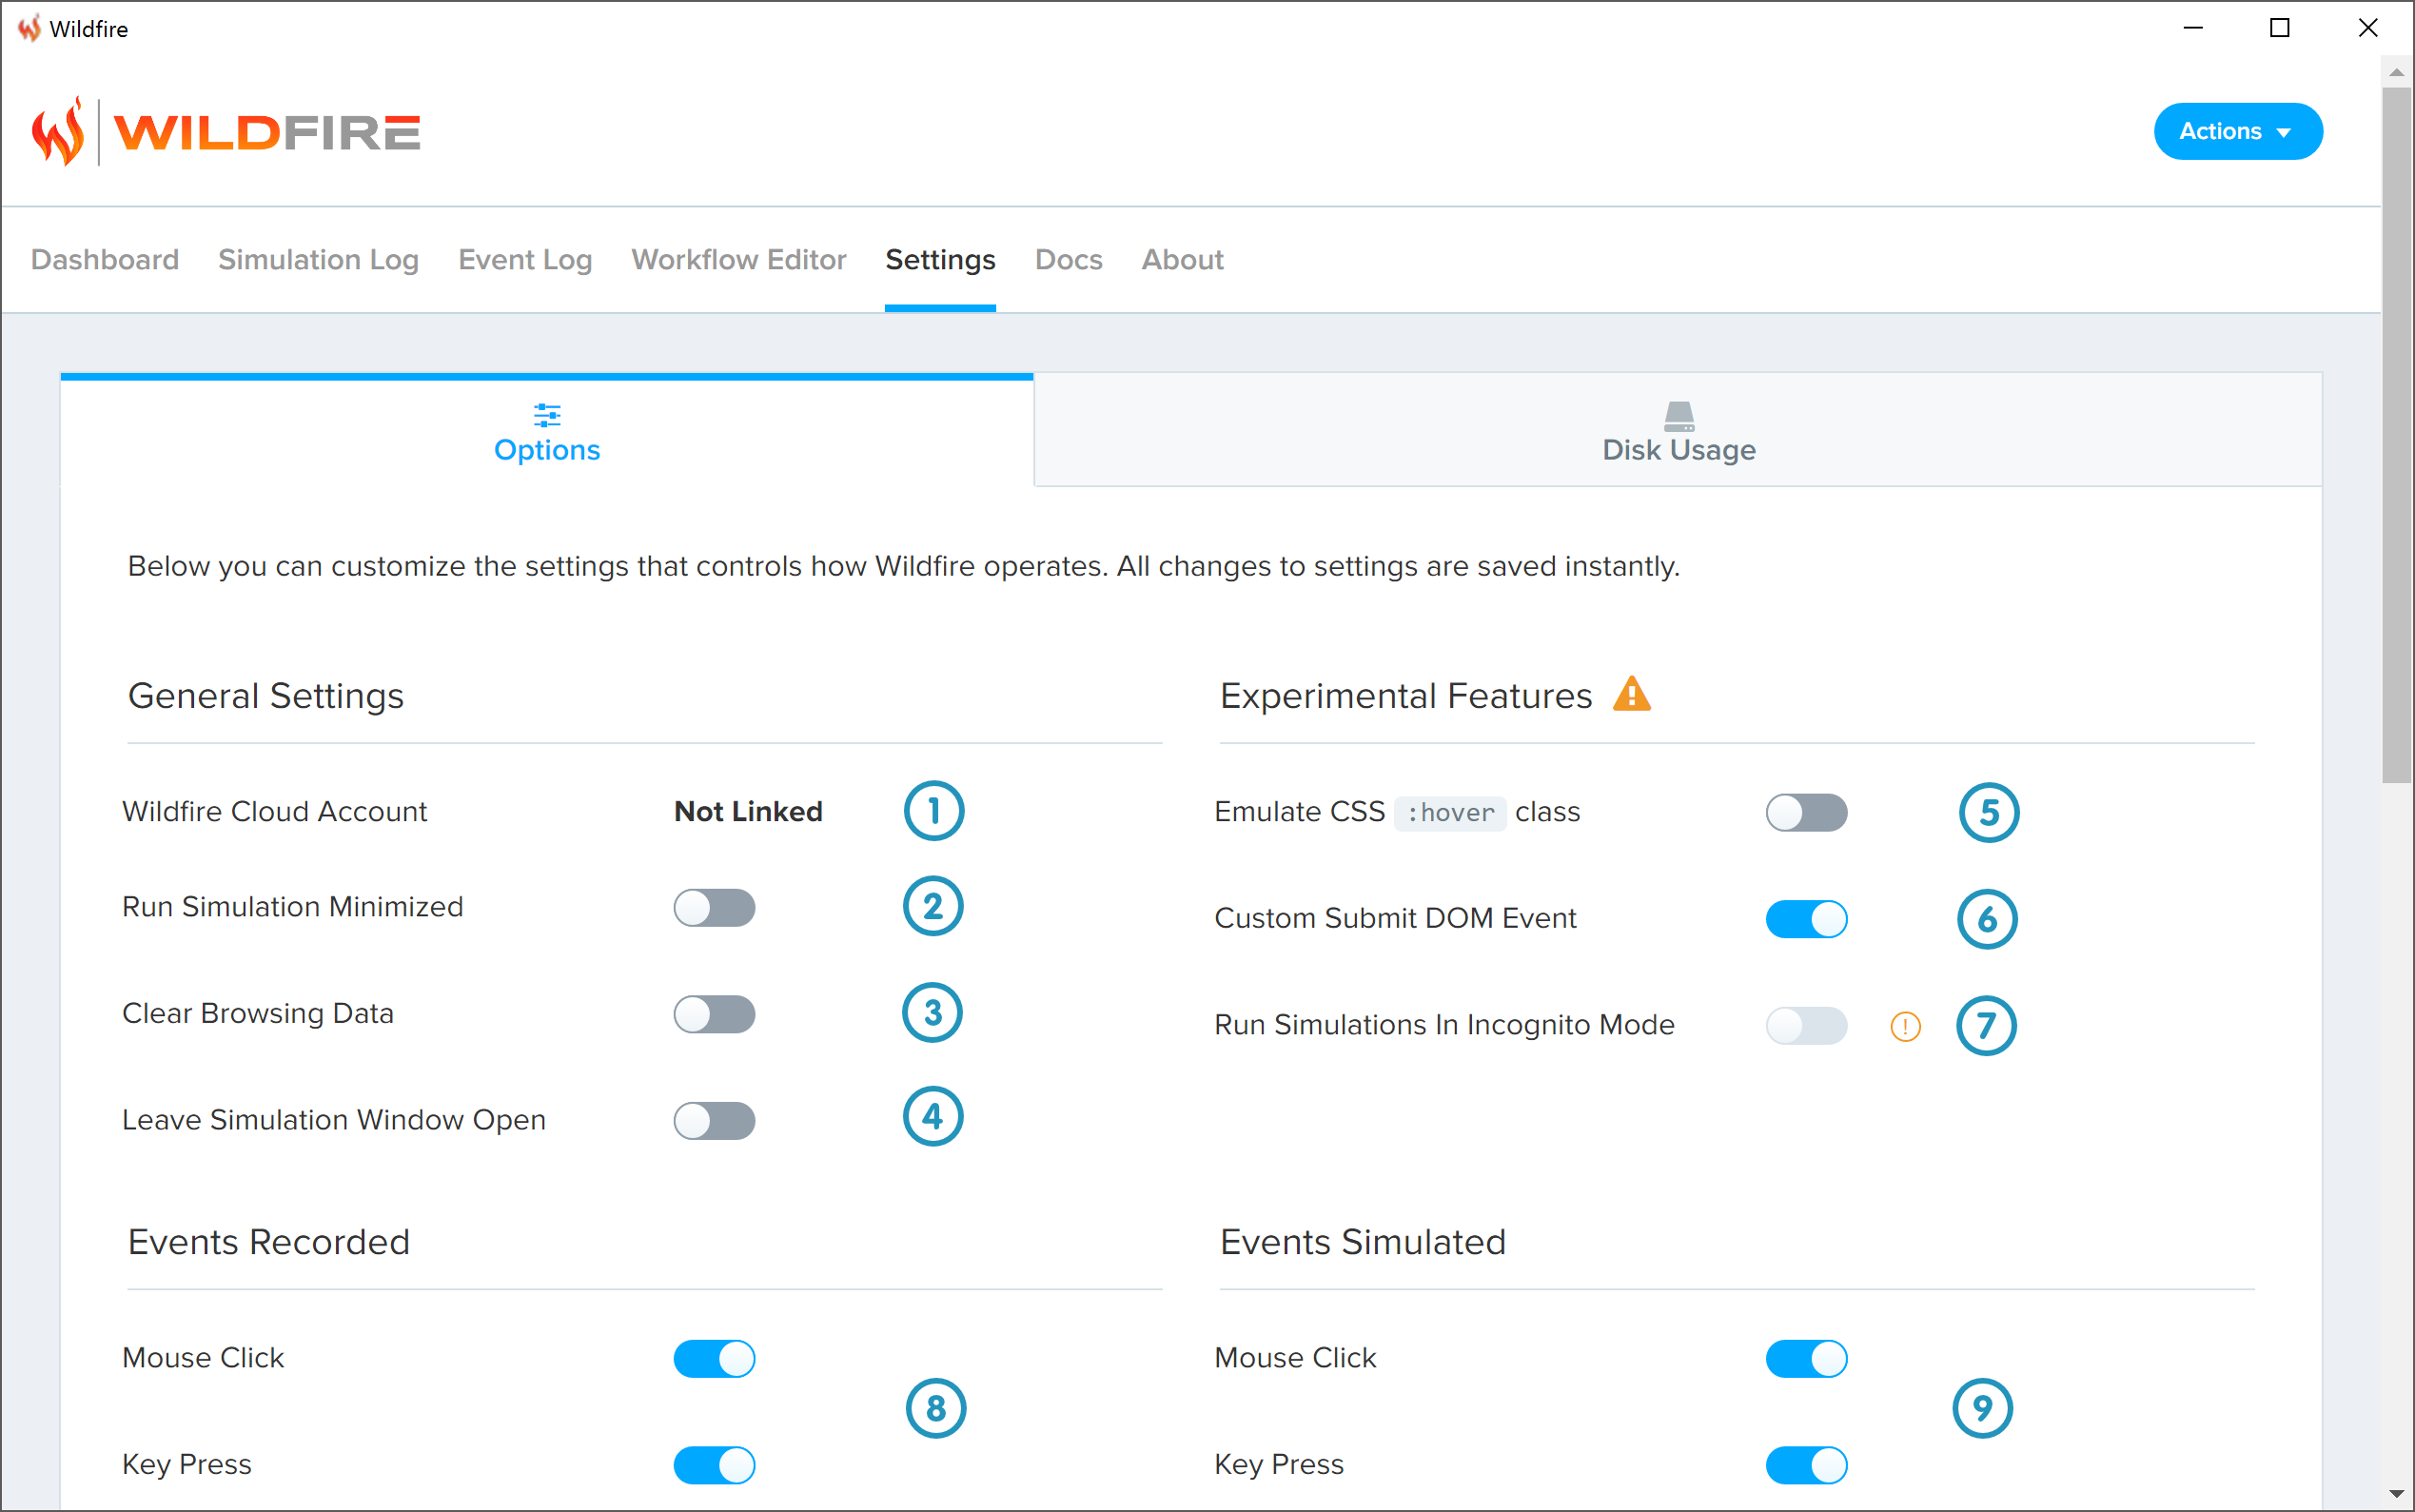 Wildfire
WILDFIRE
Actions
Dashboard Simulation Log Event Log Workflow Editor Settings Docs About
Options
Disk Usage
Below you can customize the settings that controls how Wildfire operates. All changes to settings are saved instantly.
General Settings
Wildfire Cloud Account Not Linked 1
Run Simulation Minimized 2
Clear Browsing Data 3
Leave Simulation Window Open 4
Experimental Features
Emulate CSS :hover class 5
Custom Submit DOM Event 6
Run Simulations In Incognito Mode 7
Events Recorded
Mouse Click
8
Key Press
Events Simulated
Mouse Click
9
Key Press